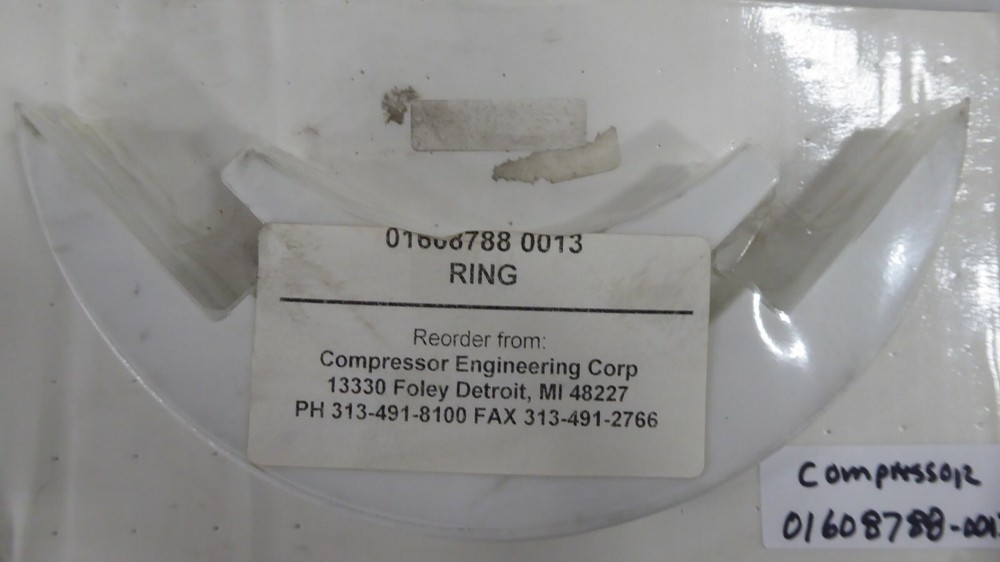 01608788 0013
RING
Reorder from:
Compressor Engineering Corp
13330 Foley Detroit, MI 48227
PH 313-491-8100 FAX 313-491-2766
Compressor
01608788-001